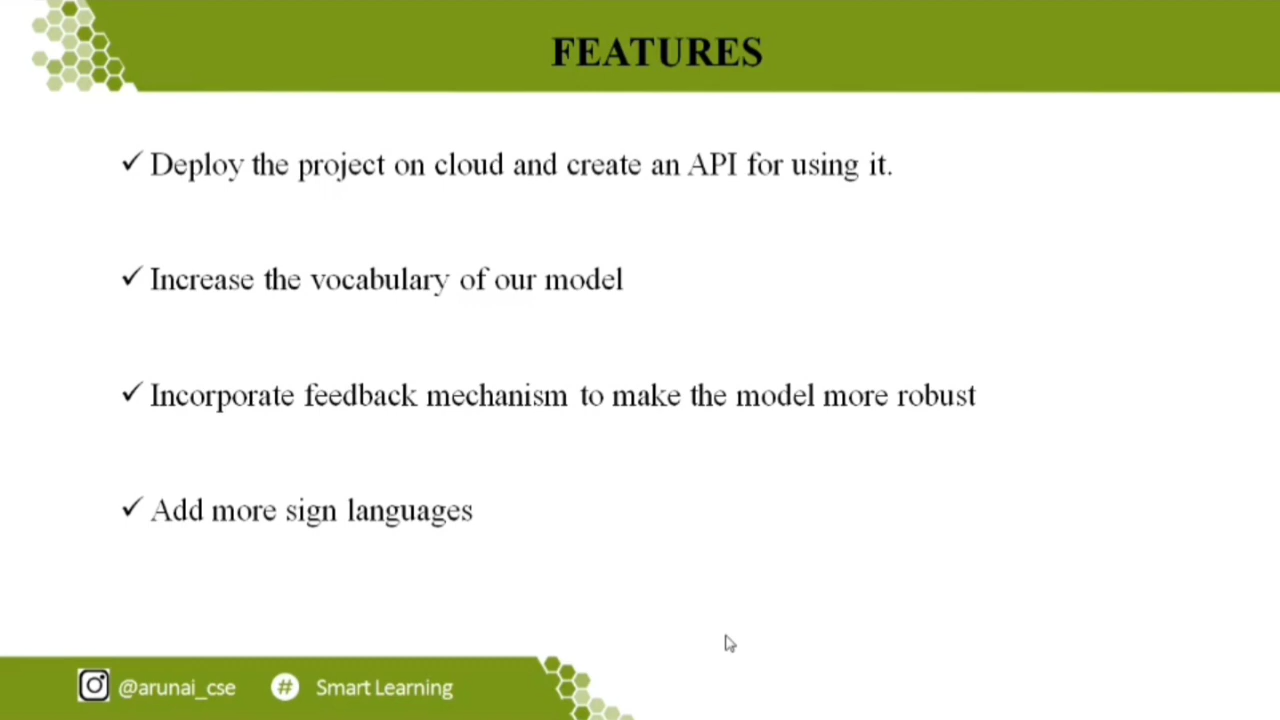 FEATURES
✓ Deploy the project on cloud and create an API for using it.
✓ Increase the vocabulary of our model
✓ Incorporate feedback mechanism to make the model more robust
✓ Add more sign languages
@arunai_cse # Smart Learning